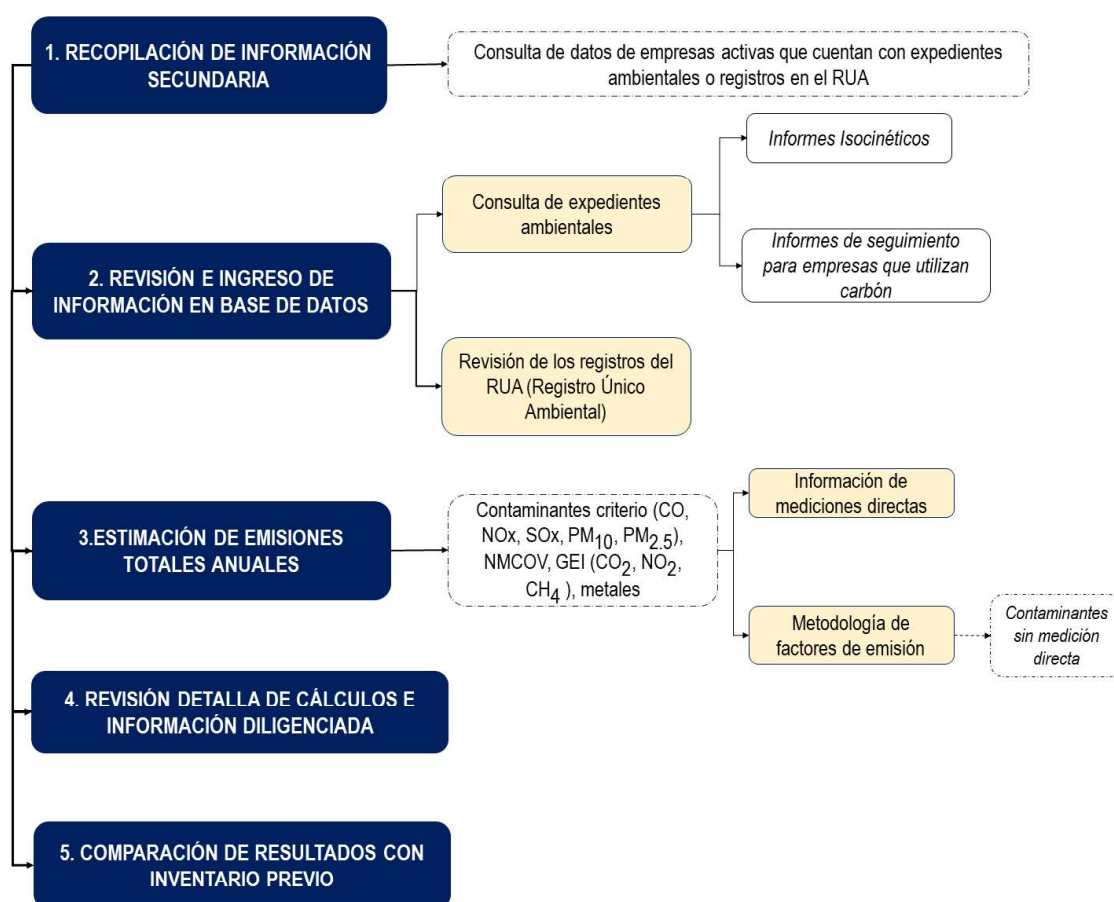 1. RECOPILACIÓN DE INFORMACIÓN
SECUNDARIA
Consulta de datos de empresas activas que cuentan con expedientes
ambientales o registros en el RUA
Informes Isocinéticos
Consulta de expedientes
ambientales
Informes de seguimiento
para empresas que utilizan
carbón
2. REVISIÓN E INGRESO DE
INFORMACIÓN EN BASE DE DATOS
Revisión de los registros del
RUA (Registro Único
Ambiental)
3.ESTIMACIÓN DE EMISIONES
TOTALES ANUALES
Contaminantes criterio (CO,
NOx, SOx, PM10, PM2.5),
NMCOV, GEI (CO2, NO2,
CH4 ), metales
Información de
mediciones directas
Metodología de
factores de emisión
Contaminantes
sin medición
directa
4. REVISIÓN DETALLA DE CÁLCULOS E
INFORMACIÓN DILIGENCIADA
5. COMPARACIÓN DE RESULTADOS CON
INVENTARIO PREVIO